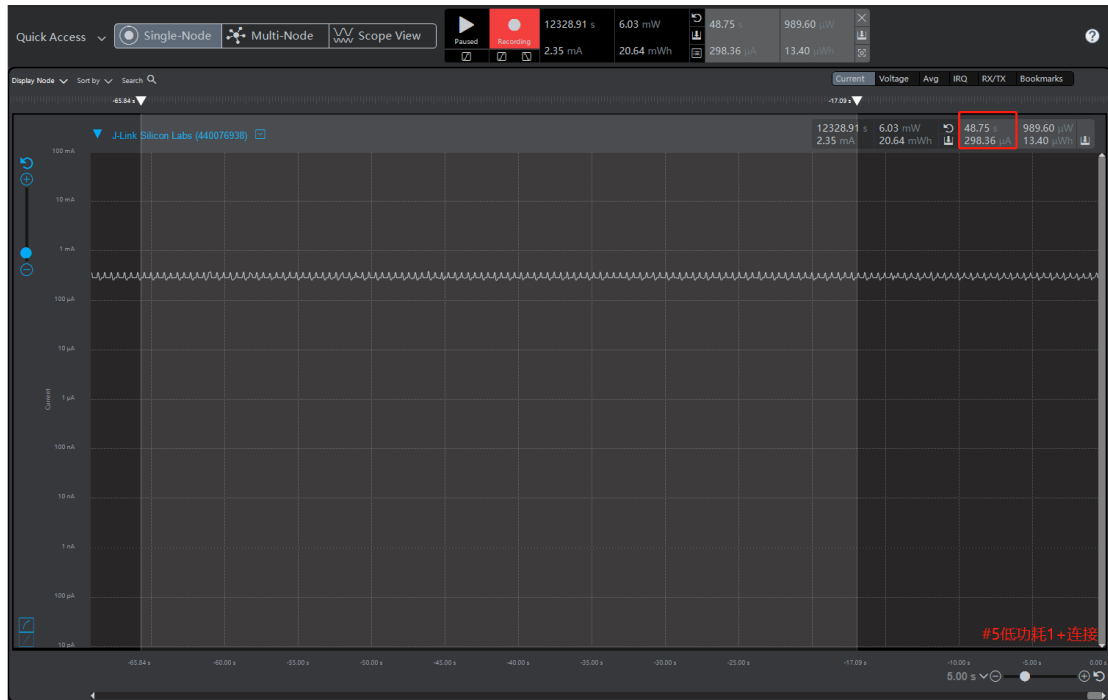 Quick Access
Single-Node
Multi-Node
Scope View
Paused
Recording
12328.91 s
6.03 mW
2.35 mA
20.64 mWh
48.75 s
989.60 µW
298.36 µA
13.40 µWh
?
Display Node
Sort by
Search
Current
Voltage
Avg
IRQ
RX/TX
Bookmarks
-65.84 s
-17.09 s
J-Link Silicon Labs (440076938)
12328.91 s
6.03 mW
48.75 s
989.60 µW
2.35 mA
20.64 mWh
298.36 µA
13.40 µWh
100 mA
10 mA
1 mA
100 µA
10 µA
1 µA
100 nA
10 nA
1 nA
100 pA
10 pA
Current
#5低功耗1+连接
-65.84 s
-60.00 s
-55.00 s
-50.00 s
-45.00 s
-40.00 s
-35.00 s
-30.00 s
-25.00 s
-17.09 s
-10.00 s
-5.00 s
0.00 s
5.00 s